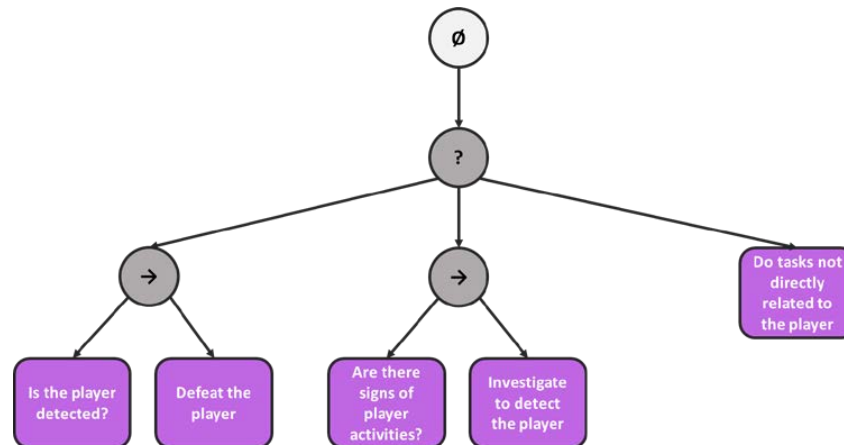 Ø
?
→
→
Do tasks not
directly
related to
the player
Is the player
detected?
Defeat the
player
Are there
signs of
player
activities?
Investigate
to detect
the player